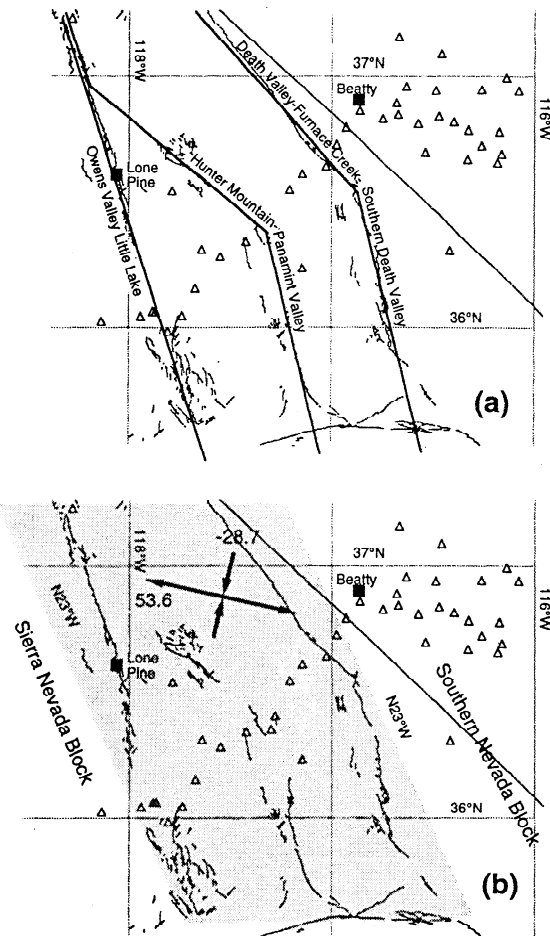 118°W
37°N
116°W
Death Valley-Furnace Creek-
Beatty
Lone
Pine
Owens Valley Little Lake
Hunter Mountain-
Panamint Valley
Southern Death Valley
36°N
(a)
118°W
-28.7
37°N
116°W
53.6
Beatty
N23°W
Lone
Pine
Sierra Nevada Block
N23°W
Southern Nevada Block
36°N
(b)